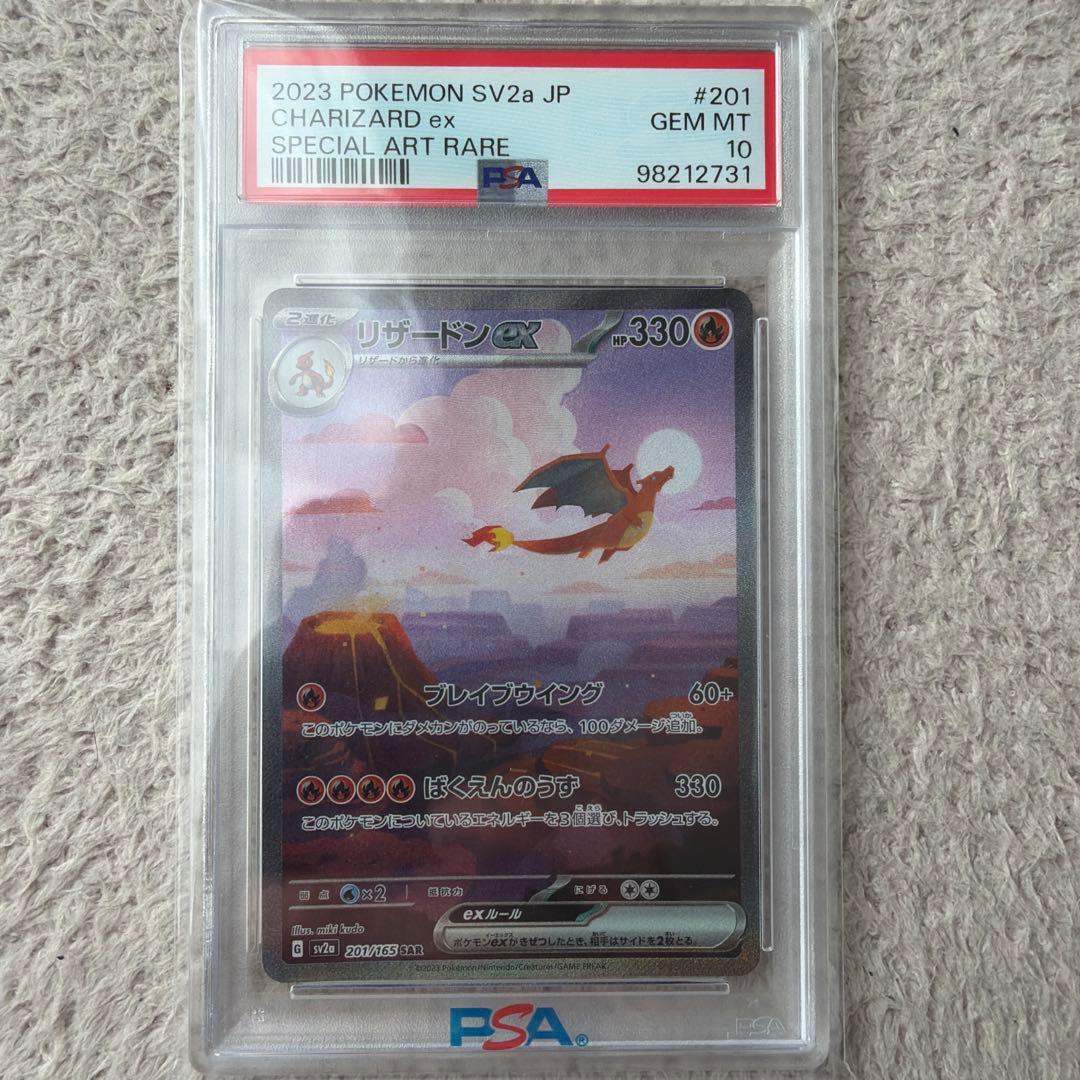 2023 POKEMON SV2a JP #201
CHARIZARD ex GEM MT
SPECIAL ART RARE 10
PSA 98212731
2進化 リザードンex HP330
リザードから進化
ブレイブウイング 60+
このポケモンにダメカンがのっているなら、100ダメージ追加。
ついか
ばくえんのうず 330
このポケモンについているエネルギーを3個選び、トラッシュする。
こ えら
弱点 ×2 抵抗力 にげる
exルール
ポケモンexがきぜつしたとき、相手はサイドを2枚とる。
Illus. miki kudo
G sv2a 201/165 SAR
©2023 Pokémon/Nintendo/Creatures/GAME FREAK.
PSA®
PSA